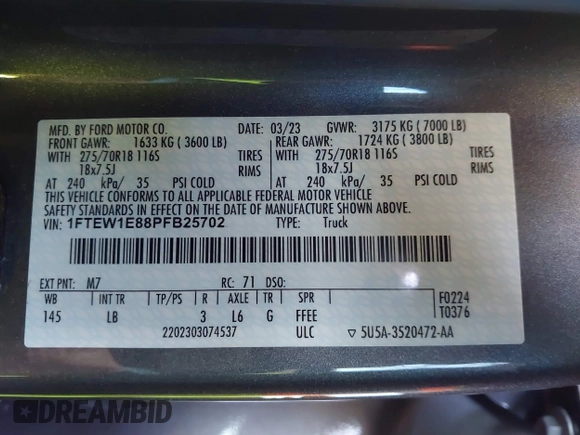 MFD. BY FORD MOTOR CO. DATE: 03/23 GVWR: 3175 KG ( 7000 LB)
FRONT GAWR: 1633 KG ( 3600 LB) REAR GAWR: 1724 KG ( 3800 LB)
WITH 275/70R18 116S TIRES WITH 275/70R18 116S TIRES
18x7.5J RIMS 18x7.5J RIMS
AT 240 kPa/ 35 PSI COLD AT 240 kPa/ 35 PSI COLD
THIS VEHICLE CONFORMS TO ALL APPLICABLE FEDERAL MOTOR VEHICLE
SAFETY STANDARDS IN EFFECT ON THE DATE OF MANUFACTURE SHOWN ABOVE.
VIN: 1FTEW1E88PFB25702 TYPE: Truck
EXT PNT: M7 RC: 71 DSO:
WB INT TR TP/PS R AXLE TR SPR F0224
145 LB 3 L6 G FFEE T0376
2202303074537 ULC ▽ 5U5A-3520472-AA
DREAMBID